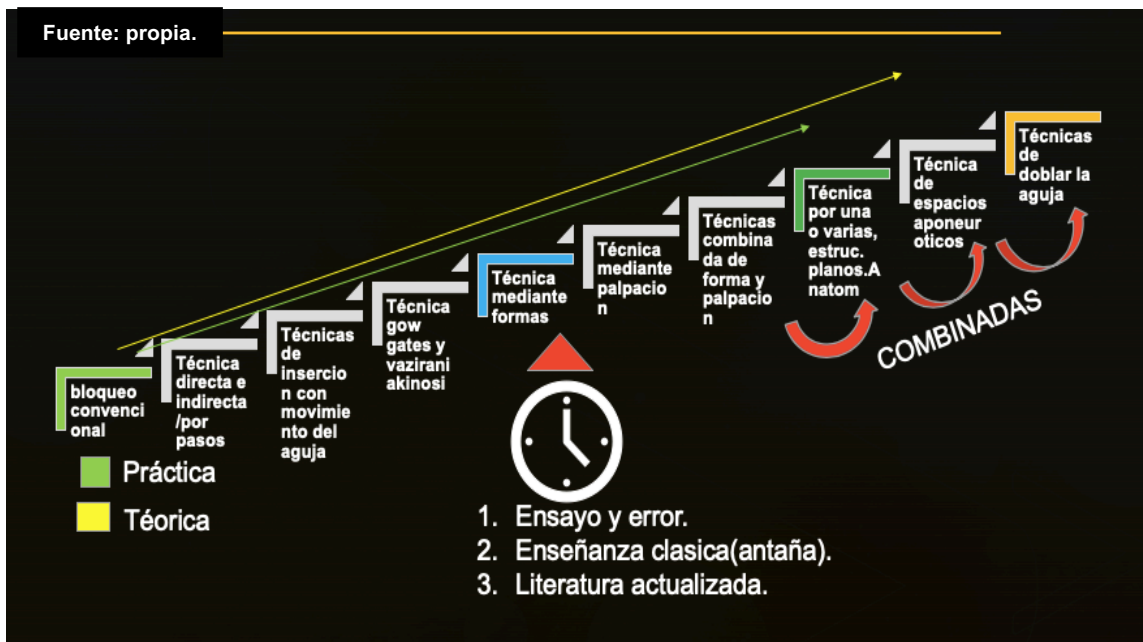 Fuente: propia.
bloqueo
convenci
onal
Técnica
directa e
indirecta
/por
pasos
Técnicas
de
insercio
n con
movimie
nto del
aguja
Técnica
gow
gates y
vazirani
akinosi
Técnica
mediante
formas
Técnica
mediante
palpacio
n
Técnicas
combina
da de
forma y
palpacio
n
Técnica
por una
o varias,
estruc.
planos.A
natom
Técnica
de
espacios
aponeur
oticos
Técnicas
de
doblar la
aguja
COMBINADAS
Práctica
Téorica
1. Ensayo y error.
2. Enseñanza clasica(antaña).
3. Literatura actualizada.